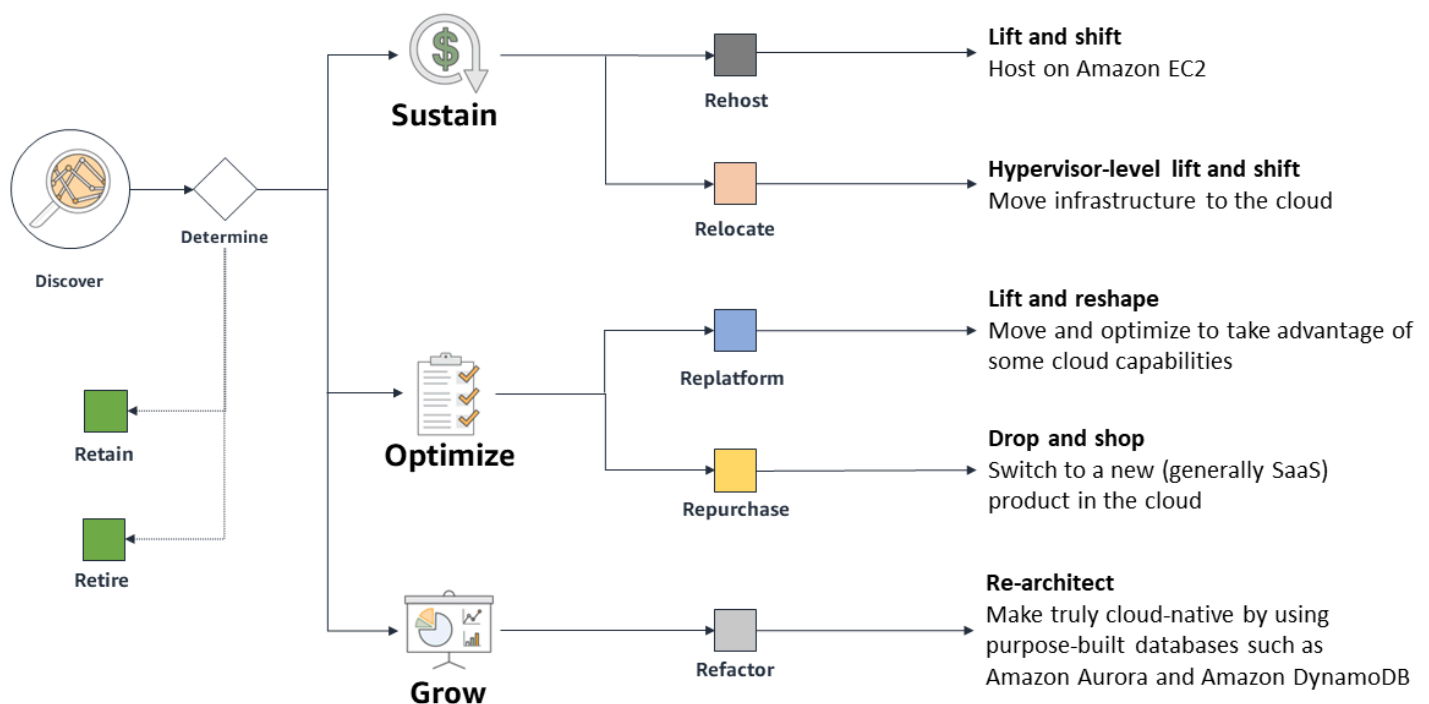 Discover
Determine
Retain
Retire
$
Sustain
Optimize
Grow
Rehost
Relocate
Replatform
Repurchase
Refactor
Lift and shift
Host on Amazon EC2
Hypervisor-level lift and shift
Move infrastructure to the cloud
Lift and reshape
Move and optimize to take advantage of
some cloud capabilities
Drop and shop
Switch to a new (generally SaaS)
product in the cloud
Re-architect
Make truly cloud-native by using
purpose-built databases such as
Amazon Aurora and Amazon DynamoDB